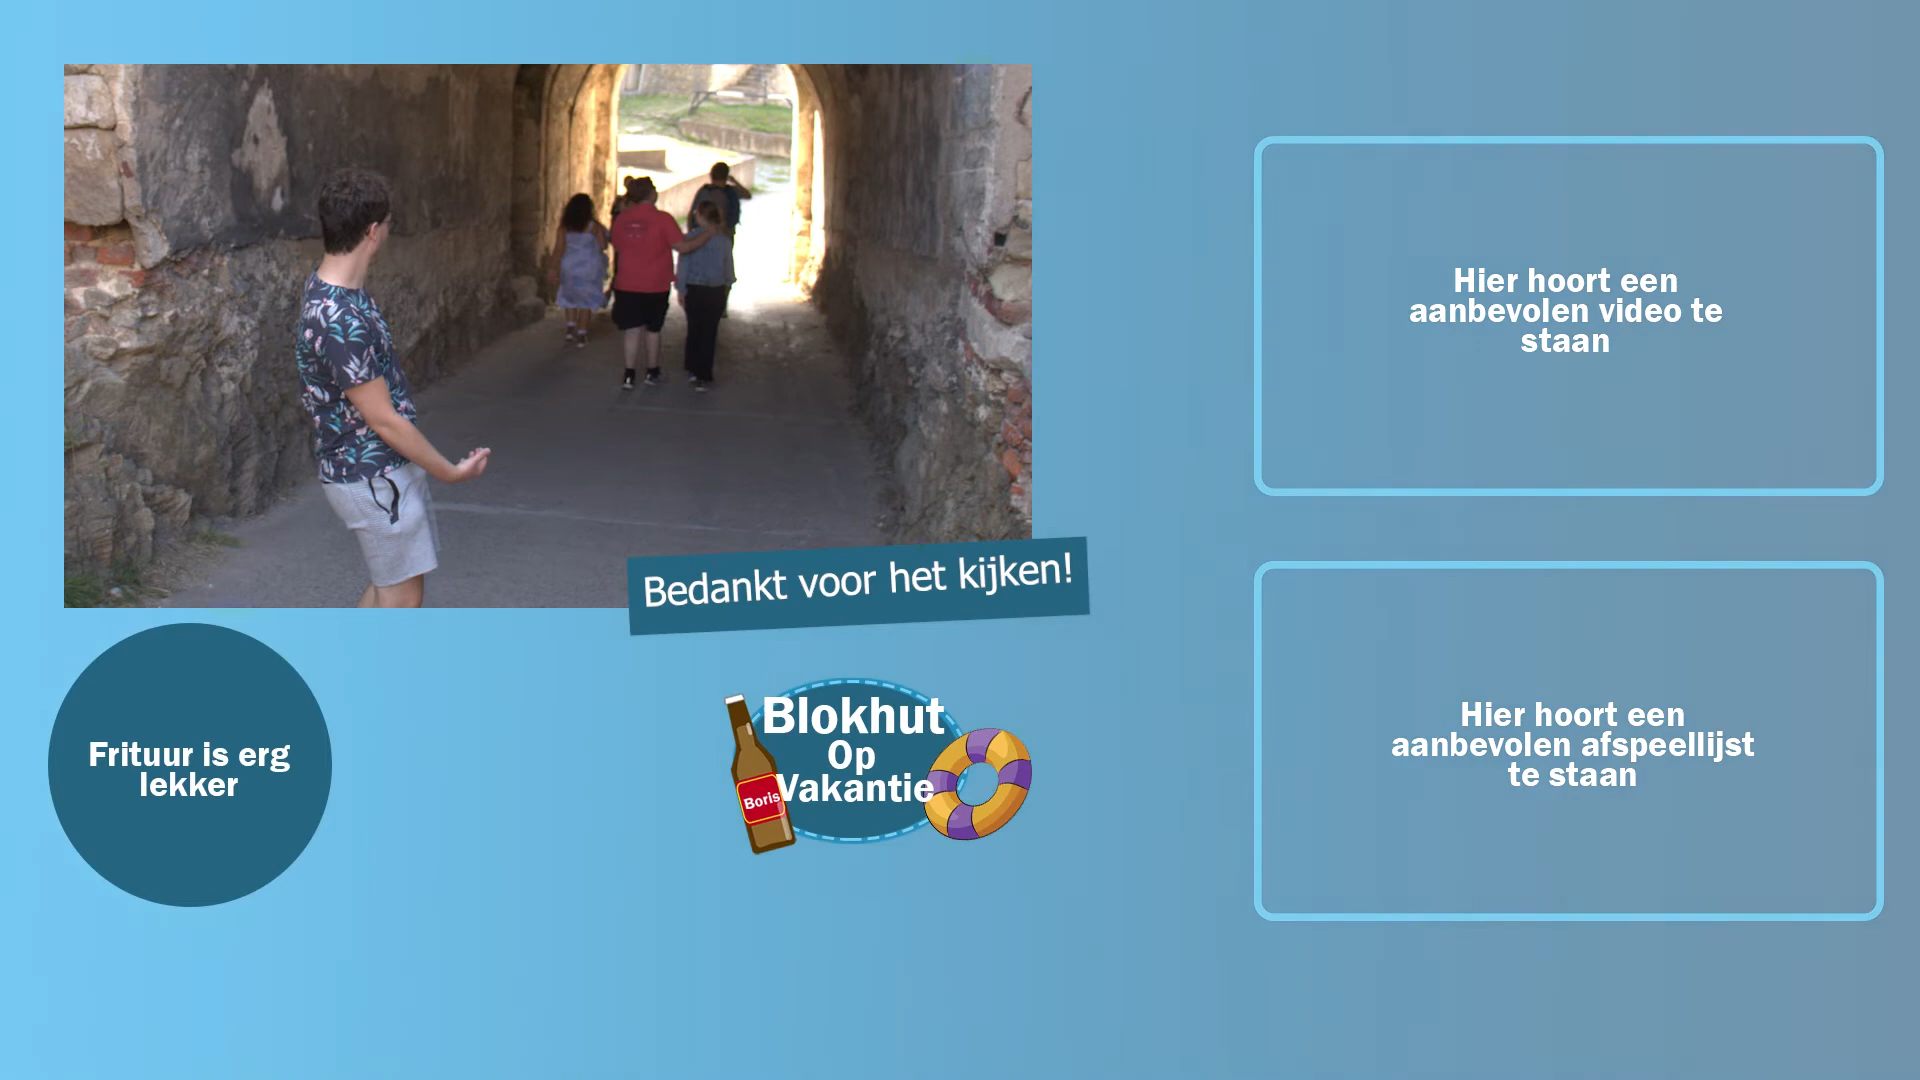 Hier hoort een
aanbevolen video te
staan
Bedankt voor het kijken!
Frituur is erg
lekker
Blokhut
Op
Vakantie
Boris
Hier hoort een
aanbevolen afspeellijst
te staan